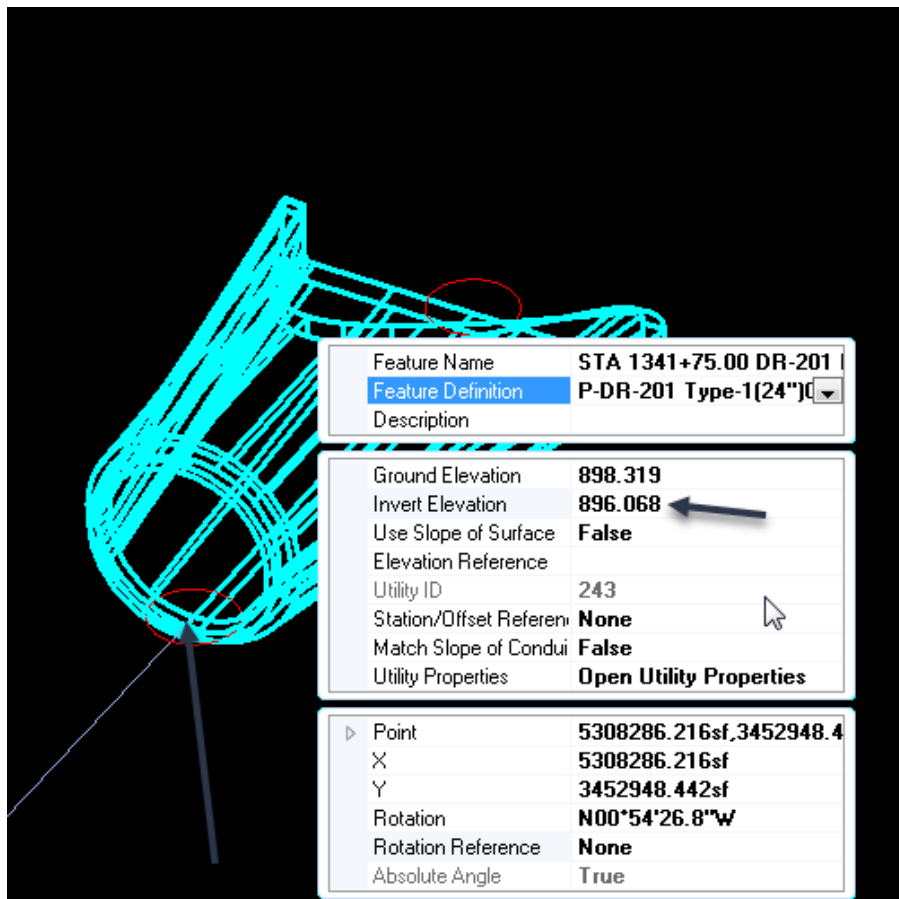 Feature Name STA 1341+75.00 DR-201
Feature Definition P-DR-201 Type-1(24")
Description
Ground Elevation 898.319
Invert Elevation 896.068
Use Slope of Surface False
Elevation Reference
Utility ID 243
Station/Offset Referen None
Match Slope of Condui False
Utility Properties Open Utility Properties
Point 5308286.216sf,3452948.4
X 5308286.216sf
Y 3452948.442sf
Rotation N00°54'26.8"W
Rotation Reference None
Absolute Angle True